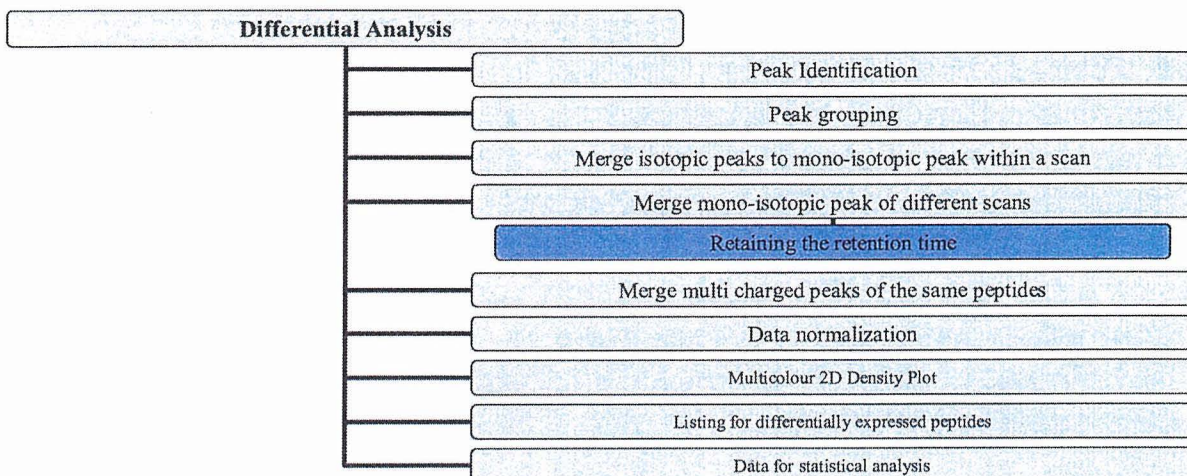 Differential Analysis
Peak Identification
Peak grouping
Merge isotopic peaks to mono-isotopic peak within a scan
Merge mono-isotopic peak of different scans
Retaining the retention time
Merge multi charged peaks of the same peptides
Data normalization
Multicolour 2D Density Plot
Listing for differentially expressed peptides
Data for statistical analysis